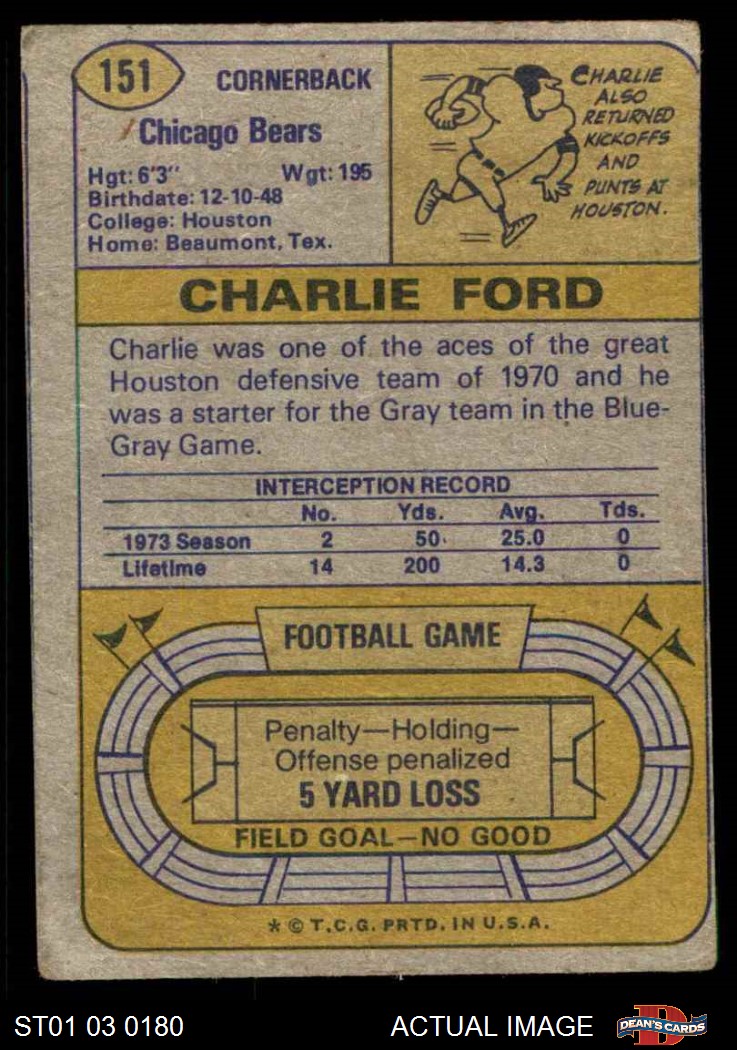 151
CORNERBACK
Chicago Bears
Hgt: 6'3" Wgt: 195
Birthdate: 12-10-48
College: Houston
Home: Beaumont, Tex.
CHARLIE
ALSO
RETURNED
KICKOFFS
AND
PUNTS AT
HOUSTON.
CHARLIE FORD
Charlie was one of the aces of the great
Houston defensive team of 1970 and he
was a starter for the Gray team in the Blue-
Gray Game.
INTERCEPTION RECORD
No. Yds. Avg. Tds.
1973 Season 2 50 25.0 0
Lifetime 14 200 14.3 0
FOOTBALL GAME
Penalty—Holding—
Offense penalized
5 YARD LOSS
FIELD GOAL—NO GOOD
* © T.C.G. PRTD. IN U.S.A.
ST01 03 0180 ACTUAL IMAGE
D
DEAN'S CARDS